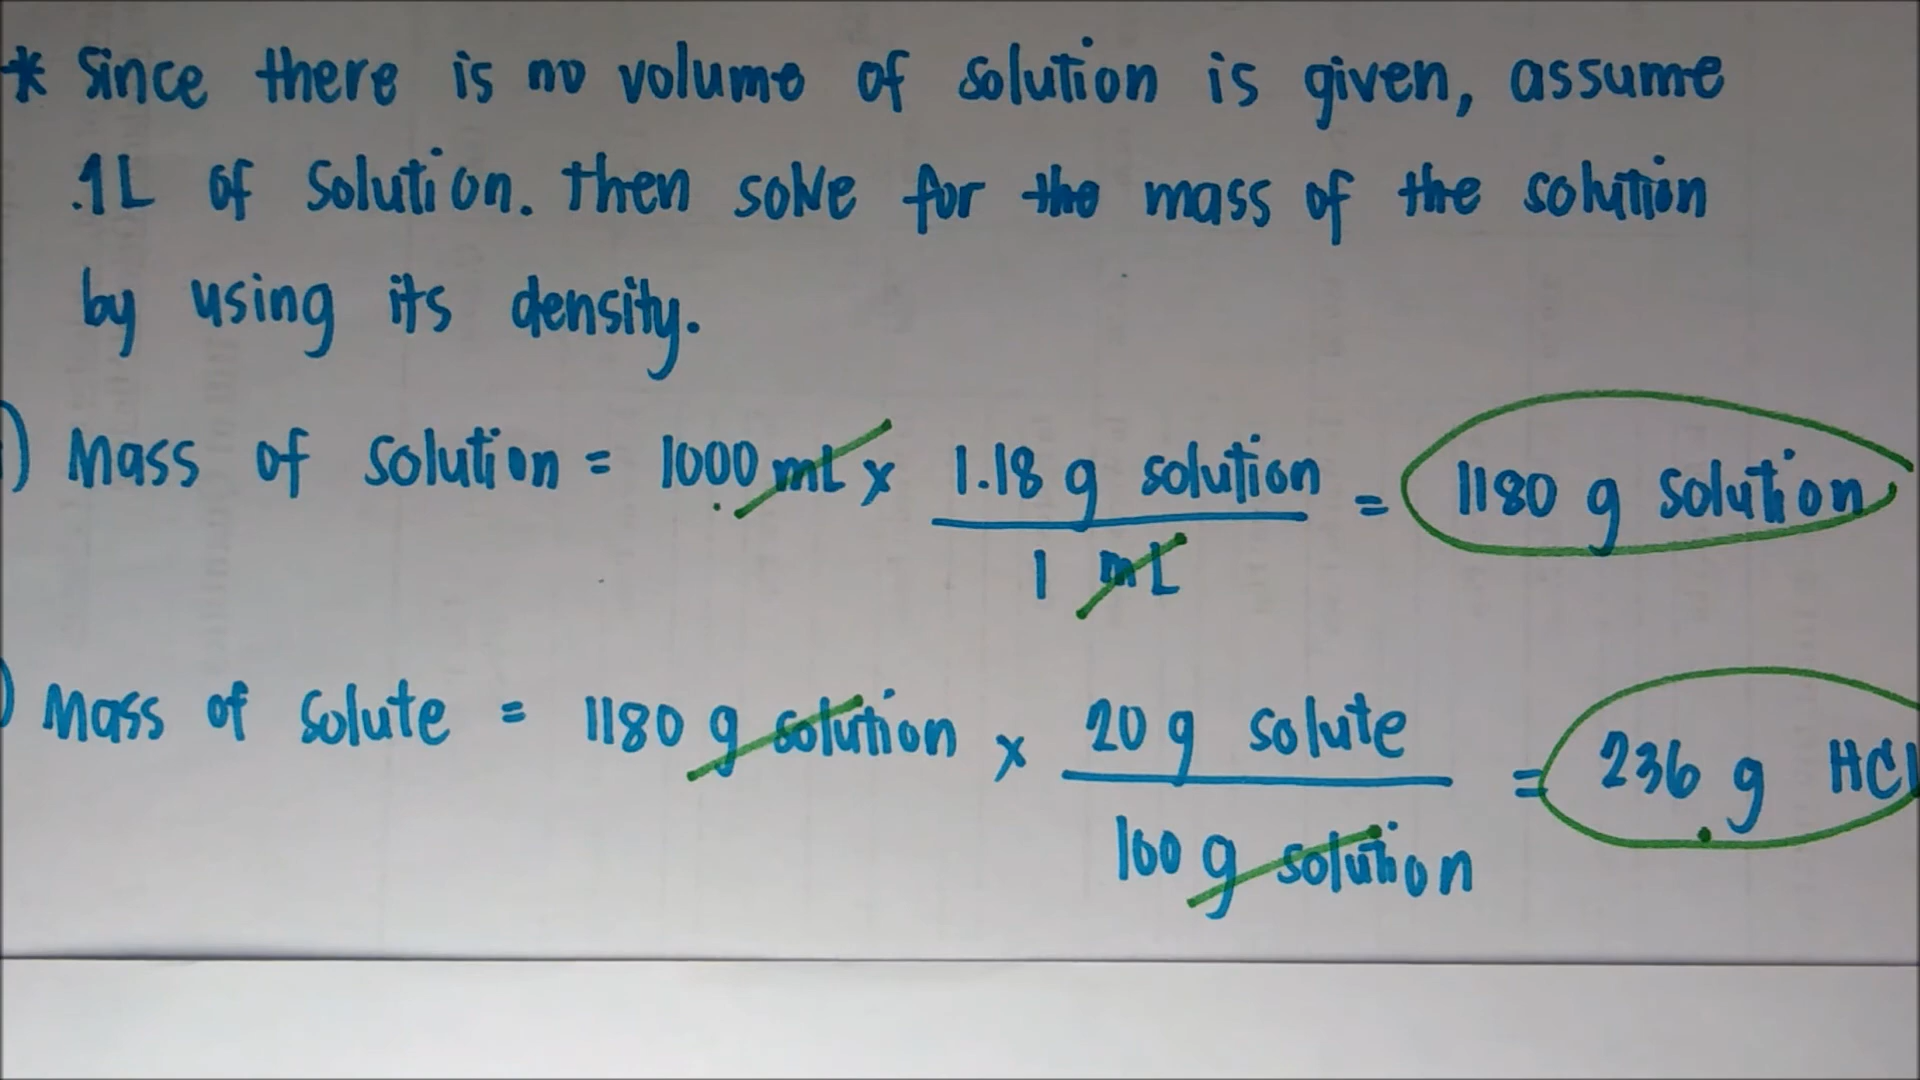 * Since there is no volume of solution is given, assume
1L of solution. Then solve for the mass of the solution
by using its density.
) Mass of solution = 1000 mL x 1.18 g solution / 1 mL = 1180 g solution
) Mass of solute = 1180 g solution x 20 g solute / 100 g solution = 236 g HCl